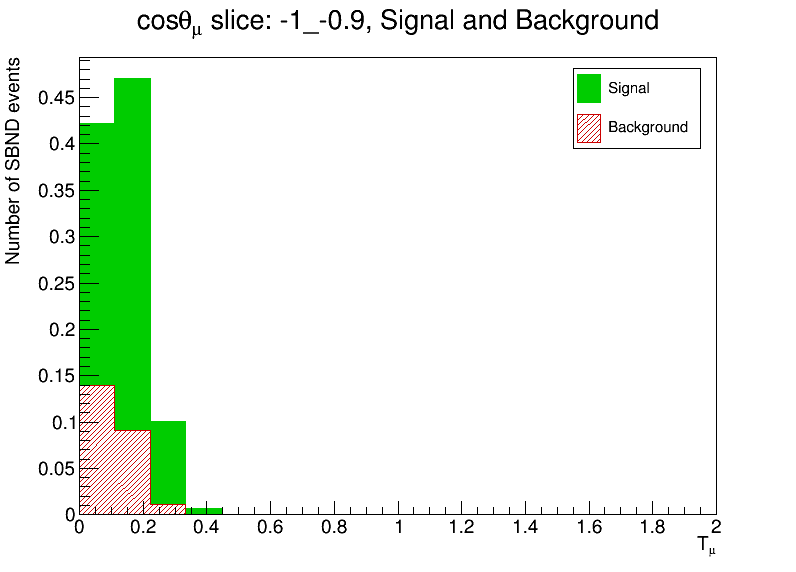 cosθμ slice: -1_-0.9, Signal and Background
Number of SBND events
Signal
Background
0.45
0.4
0.35
0.3
0.25
0.2
0.15
0.1
0.05
0
0 0.2 0.4 0.6 0.8 1 1.2 1.4 1.6 1.8 2
Tμ